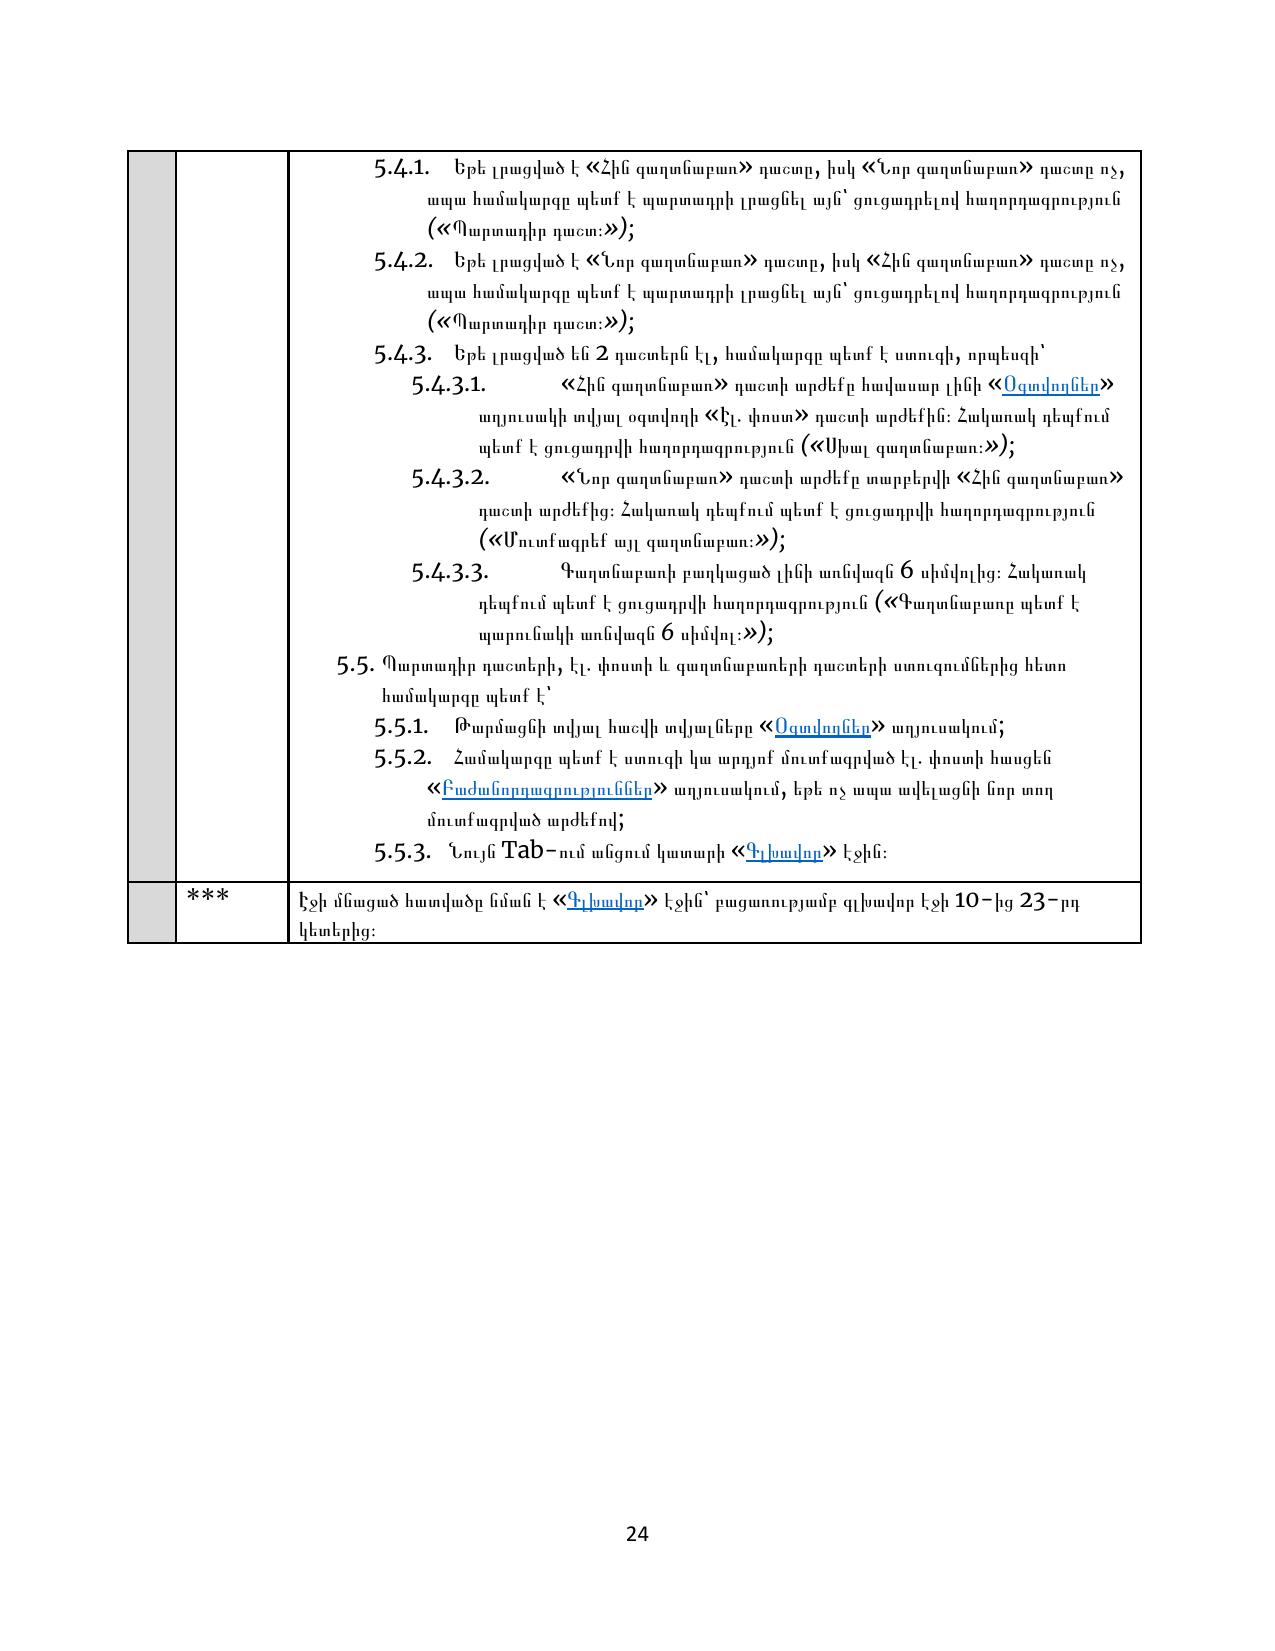 5.4.1. Եթե լրացված է «Հին գաղտնաբառ» դաշտը, իսկ «Նոր գաղտնաբառ» դաշտը ոչ,
ապա համակարգը պետք է պարտադրի լրացնել այն՝ ցուցադրելով հաղորդագրություն
(«Պարտադիր դաշտ։»);
5.4.2. Եթե լրացված է «Նոր գաղտնաբառ» դաշտը, իսկ «Հին գաղտնաբառ» դաշտը ոչ,
ապա համակարգը պետք է պարտադրի լրացնել այն՝ ցուցադրելով հաղորդագրություն
(«Պարտադիր դաշտ։»);
5.4.3. Եթե լրացված են 2 դաշտերն էլ, համակարգը պետք է ստուգի, որպեսզի՝
5.4.3.1. «Հին գաղտնաբառ» դաշտի արժեքը հավասար լինի «Օգտվողներ»
աղյուսակի տվյալ օգտվողի «Էլ. փոստ» դաշտի արժեքին։ Հակառակ դեպքում
պետք է ցուցադրվի հաղորդագրություն («Սխալ գաղտնաբառ։»);
5.4.3.2. «Նոր գաղտնաբառ» դաշտի արժեքը տարբերվի «Հին գաղտնաբառ»
դաշտի արժեքից։ Հակառակ դեպքում պետք է ցուցադրվի հաղորդագրություն
(«Մուտքագրեք այլ գաղտնաբառ։»);
5.4.3.3. Գաղտնաբառի բաղկացած լինի առնվազն 6 սիմվոլից։ Հակառակ
դեպքում պետք է ցուցադրվի հաղորդագրություն («Գաղտնաբառը պետք է
պարունակի առնվազն 6 սիմվոլ։»);
5.5. Պարտադիր դաշտերի, էլ. փոստի և գաղտնաբառերի դաշտերի ստուգումներից հետո
համակարգը պետք է՝
5.5.1. Թարմացնի տվյալ հաշվի տվյալները «Օգտվողներ» աղյուսակում;
5.5.2. Համակարգը պետք է ստուգի կա արդյոք մուտքագրված էլ. փոստի հասցեն
«Բաժանորդագրություններ» աղյուսակում, եթե ոչ ապա ավելացնի նոր տող
մուտքագրված արժեքով;
5.5.3. Նույն Tab-ում անցում կատարի «Գլխավոր» էջին։
*** Էջի մնացած հատվածը նման է «Գլխավոր» էջին՝ բացառությամբ գլխավոր էջի 10-ից 23-րդ
կետերից։
24